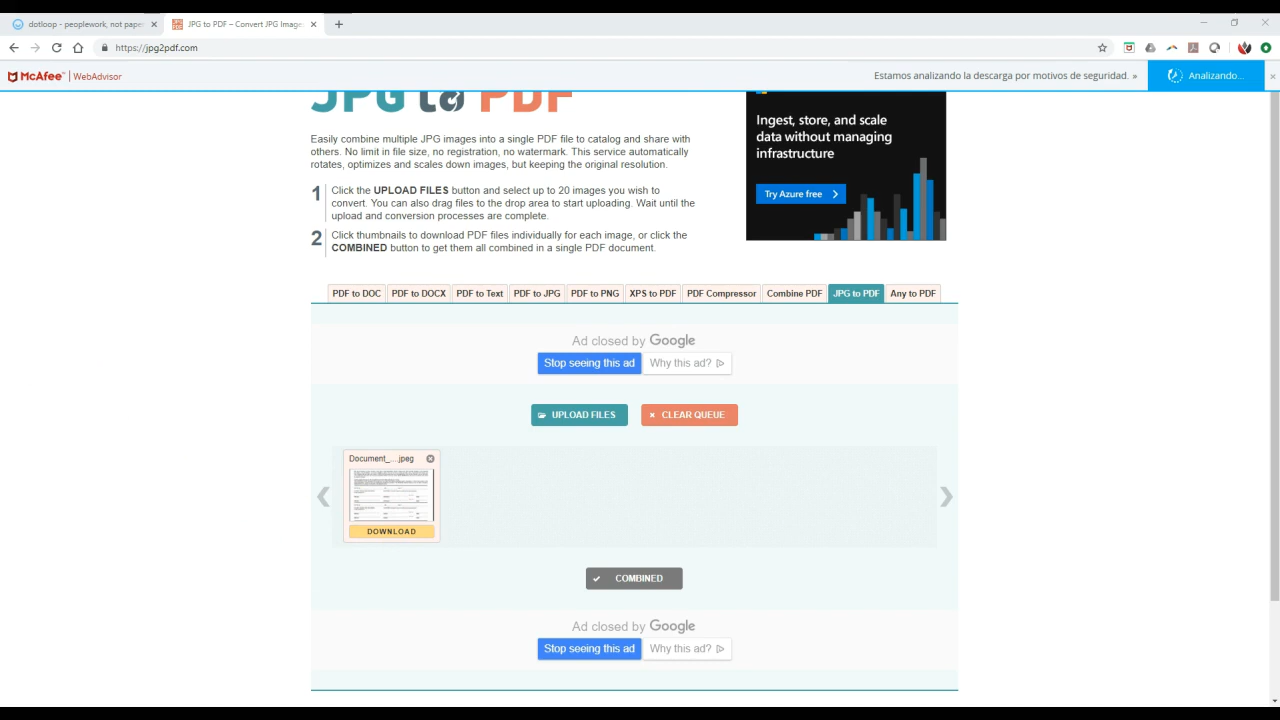 dotloop - peoplework, not pape
JPG to PDF – Convert JPG Image
https://jpg2pdf.com
McAfee™ | WebAdvisor
Estamos analizando la descarga por motivos de seguridad. »
Analizando...
JPG to PDF
Easily combine multiple JPG images into a single PDF file to catalog and share with
others. No limit in file size, no registration, no watermark. This service automatically
rotates, optimizes and scales down images, but keeping the original resolution.
1 Click the UPLOAD FILES button and select up to 20 images you wish to
convert. You can also drag files to the drop area to start uploading. Wait until the
upload and conversion processes are complete.
2 Click thumbnails to download PDF files individually for each image, or click the
COMBINED button to get them all combined in a single PDF document.
Ingest, store, and scale
data without managing
infrastructure
Try Azure free
PDF to DOC PDF to DOCX PDF to Text PDF to JPG PDF to PNG XPS to PDF PDF Compressor Combine PDF JPG to PDF Any to PDF
Ad closed by Google
Stop seeing this ad Why this ad?
UPLOAD FILES CLEAR QUEUE
Document_....jpeg
DOWNLOAD
COMBINED
Ad closed by Google
Stop seeing this ad Why this ad?